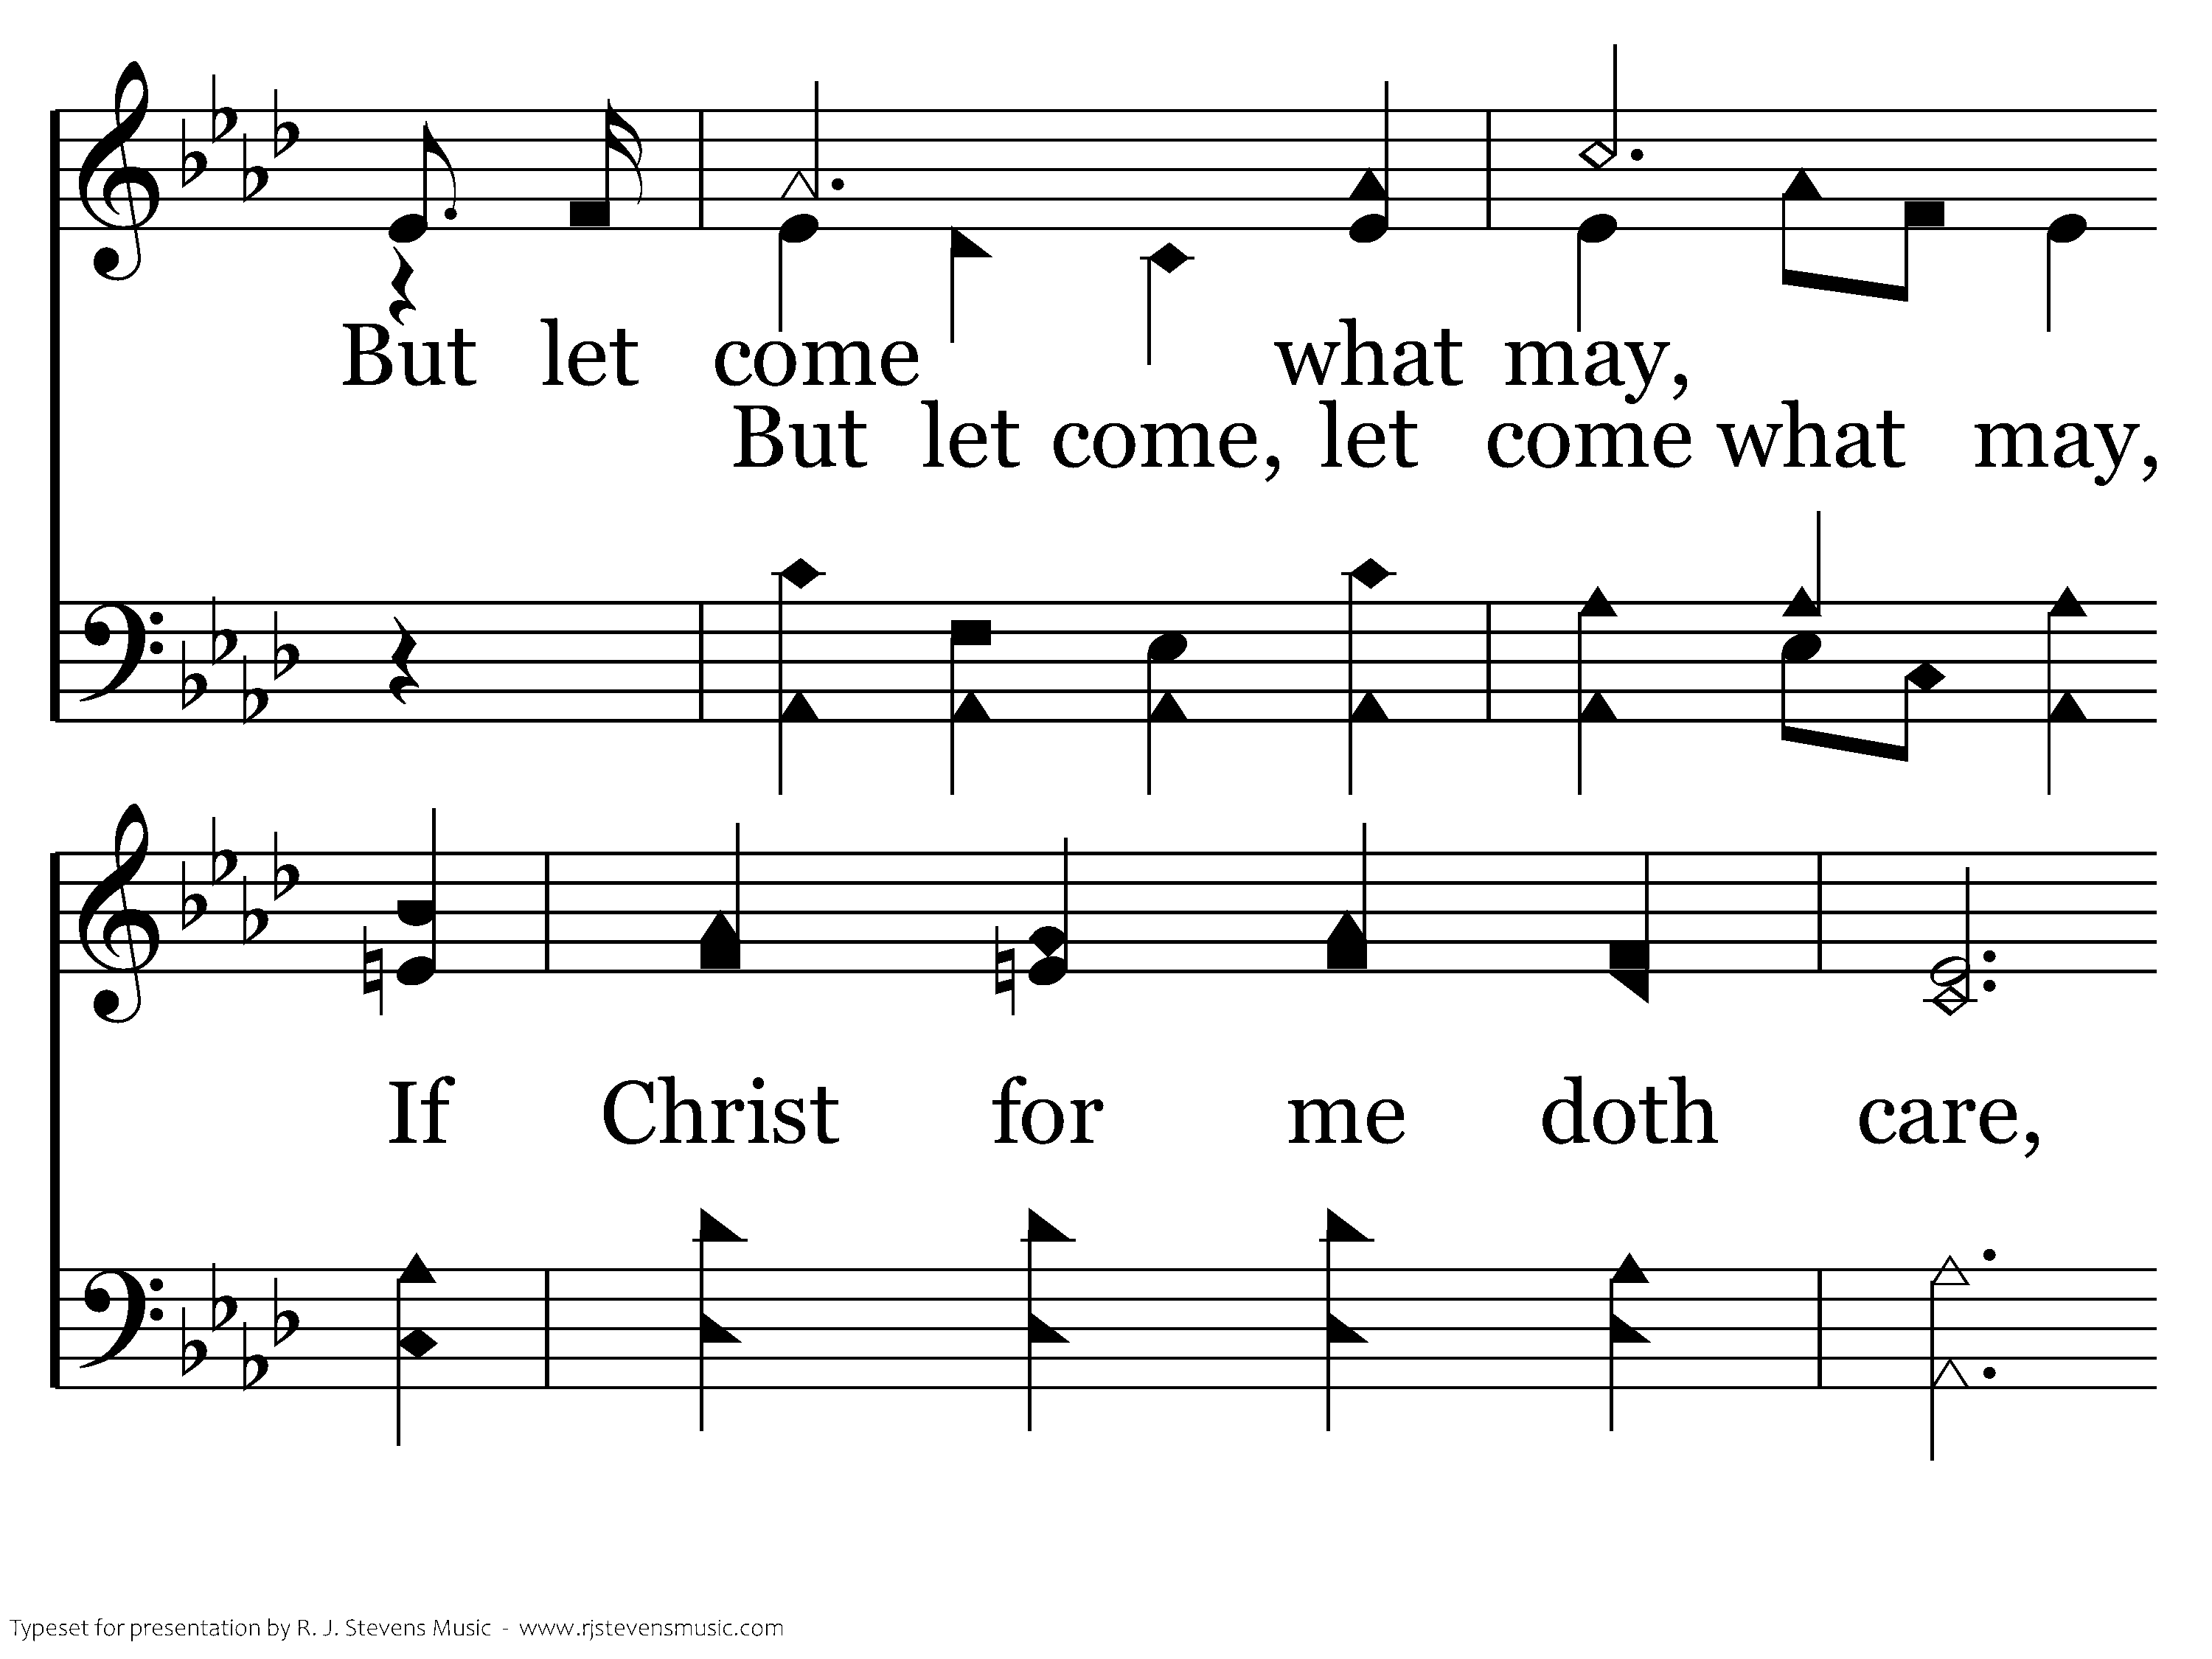 But let come what may,
But let come, let come what may,
If Christ for me doth care,
Typeset for presentation by R. J. Stevens Music - www.rjstevensmusic.com